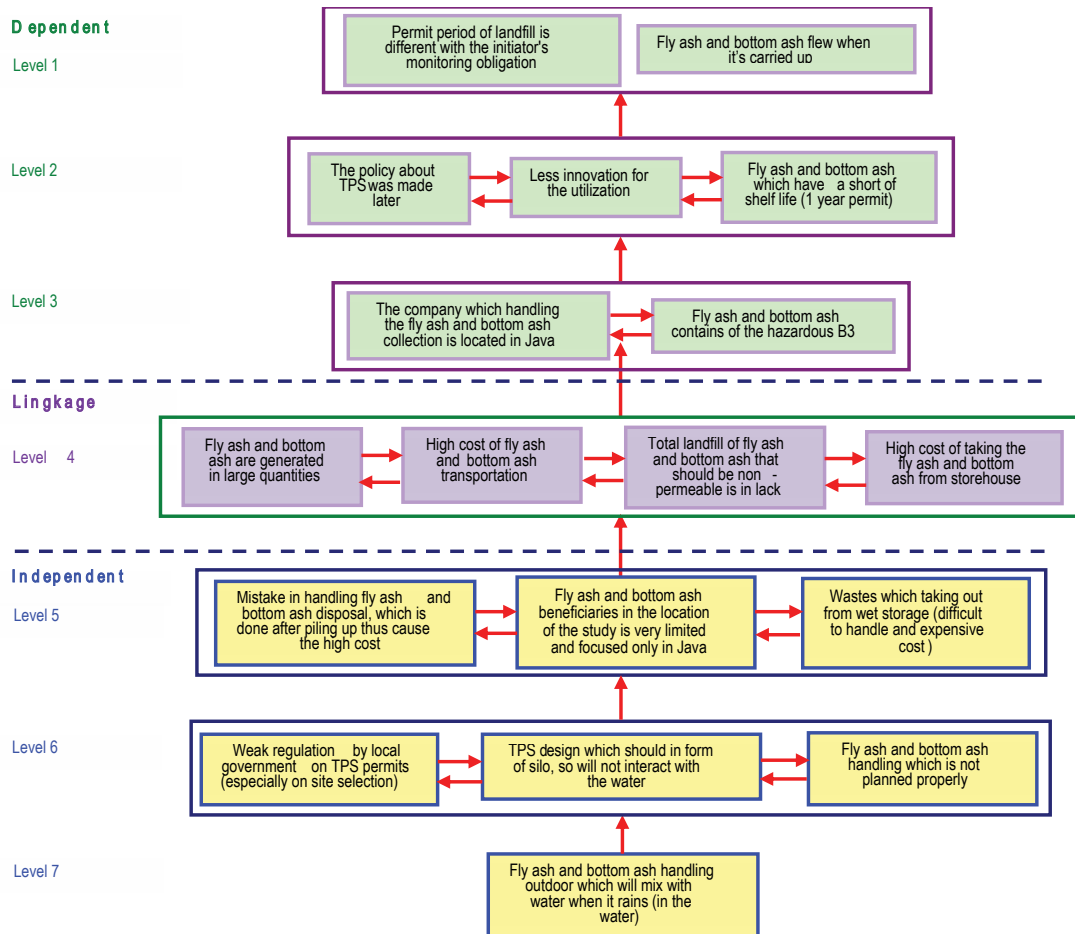 Dependent
Level 1
Permit period of landfill is
different with the initiator's
monitoring obligation
Fly ash and bottom ash flew when
it's carried up
Level 2
The policy about
TPS was made
later
Less innovation for
the utilization
Fly ash and bottom ash
which have a short of
shelf life (1 year permit)
Level 3
The company which handling
the fly ash and bottom ash
collection is located in Java
Fly ash and bottom ash
contains of the hazardous B3
Lingkage
Level 4
Fly ash and bottom
ash are generated
in large quantities
High cost of fly ash
and bottom ash
transportation
Total landfill of fly ash
and bottom ash that
should be non -
permeable is in lack
High cost of taking the
fly ash and bottom
ash from storehouse
Independent
Level 5
Mistake in handling fly ash and
bottom ash disposal, which is
done after piling up thus cause
the high cost
Fly ash and bottom ash
beneficiaries in the location
of the study is very limited
and focused only in Java
Wastes which taking out
from wet storage (difficult
to handle and expensive
cost )
Level 6
Weak regulation by local
government on TPS permits
(especially on site selection)
TPS design which should in form
of silo, so will not interact with
the water
Fly ash and bottom ash
handling which is not
planned properly
Level 7
Fly ash and bottom ash handling
outdoor which will mix with
water when it rains (in the
water)